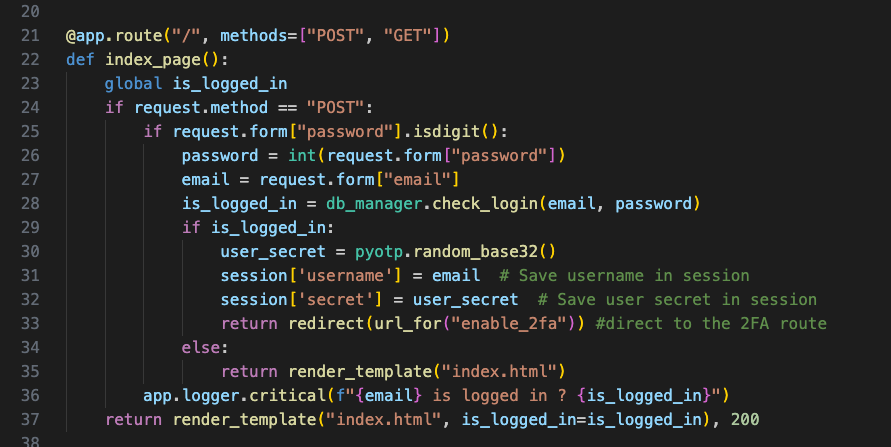 20
21 @app.route("/", methods=["POST", "GET"])
22 def index_page():
23     global is_logged_in
24     if request.method == "POST":
25         if request.form["password"].isdigit():
26             password = int(request.form["password"])
27             email = request.form["email"]
28             is_logged_in = db_manager.check_login(email, password)
29             if is_logged_in:
30                 user_secret = pyotp.random_base32()
31                 session['username'] = email  # Save username in session
32                 session['secret'] = user_secret  # Save user secret in session
33                 return redirect(url_for("enable_2fa")) #direct to the 2FA route
34             else:
35                 return render_template("index.html")
36         app.logger.critical(f"{email} is logged in ? {is_logged_in}")
37     return render_template("index.html", is_logged_in=is_logged_in), 200
38